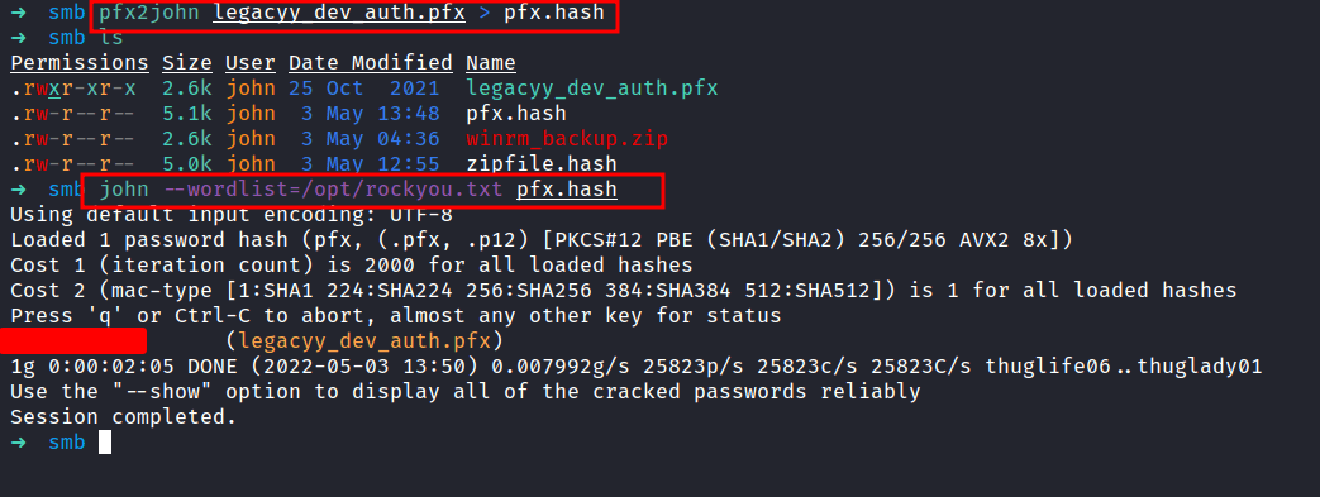 → smb pfx2john legacyy_dev_auth.pfx > pfx.hash
→ smb ls
Permissions Size User Date Modified Name
.rwxr-xr-x 2.6k john 25 Oct 2021 legacyy_dev_auth.pfx
.rw-r--r-- 5.1k john 3 May 13:48 pfx.hash
.rw-r--r-- 2.6k john 3 May 04:36 winrm_backup.zip
.rw-r--r-- 5.0k john 3 May 12:55 zipfile.hash
→ smb john --wordlist=/opt/rockyou.txt pfx.hash
Using default input encoding: UTF-8
Loaded 1 password hash (pfx, (.pfx, .p12) [PKCS#12 PBE (SHA1/SHA2) 256/256 AVX2 8x])
Cost 1 (iteration count) is 2000 for all loaded hashes
Cost 2 (mac-type [1:SHA1 224:SHA224 256:SHA256 384:SHA384 512:SHA512]) is 1 for all loaded hashes
Press 'q' or Ctrl-C to abort, almost any other key for status
(legacyy_dev_auth.pfx)
1g 0:00:02:05 DONE (2022-05-03 13:50) 0.007992g/s 25823p/s 25823c/s 25823C/s thuglife06..thuglady01
Use the "--show" option to display all of the cracked passwords reliably
Session completed.
→ smb